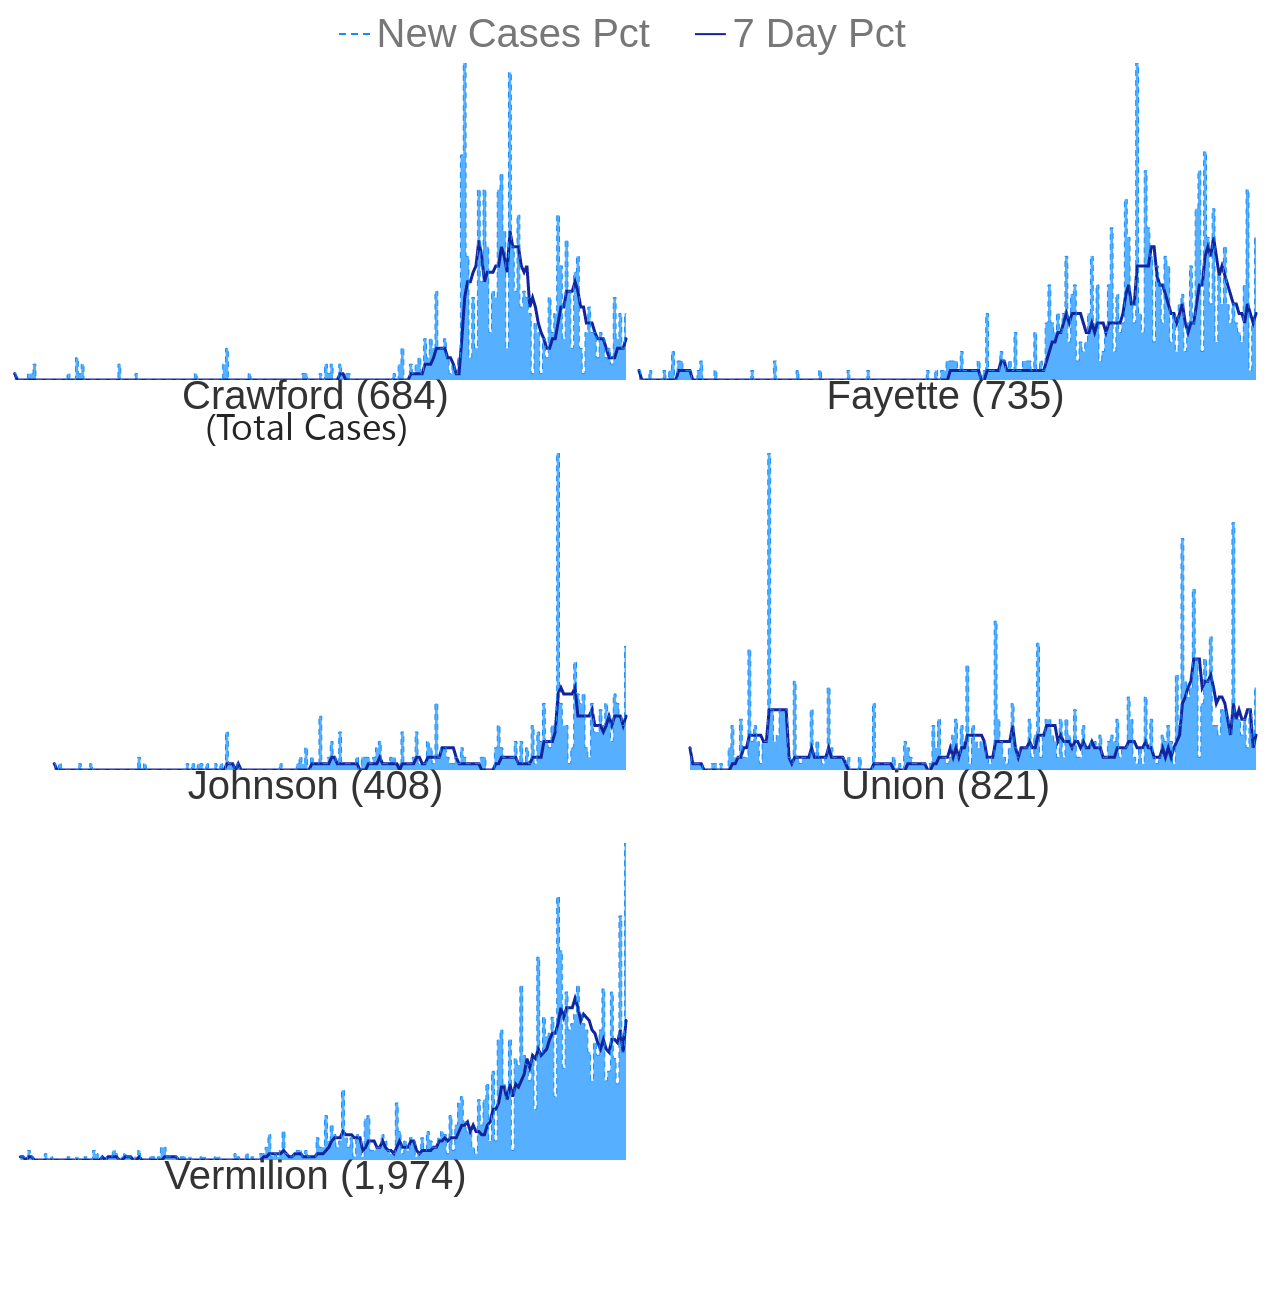 New Cases Pct 7 Day Pct
Crawford (684) Fayette (735)
(Total Cases)
Johnson (408) Union (821)
Vermilion (1,974)